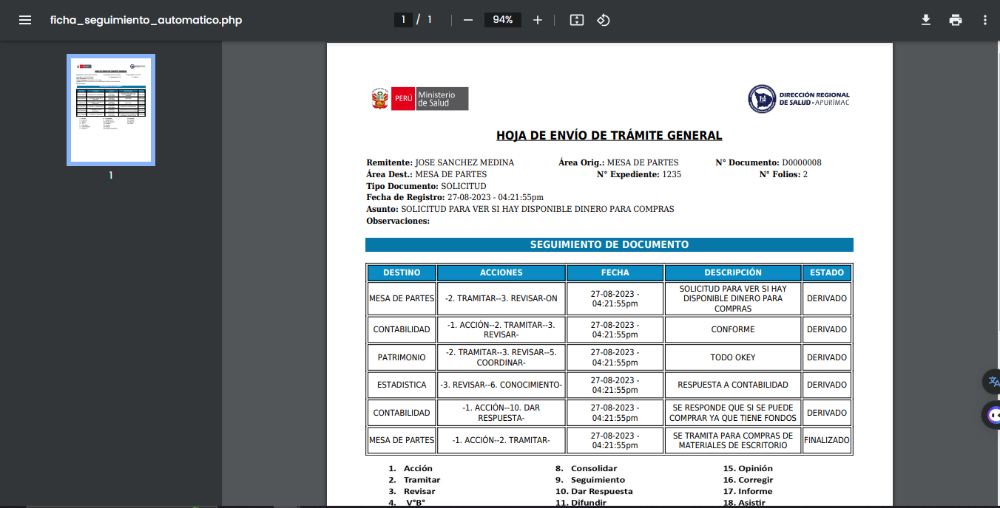 ficha_seguimiento_automatico.php
1 / 1
94%
1
PERÚ Ministerio de Salud
DIRECCIÓN REGIONAL
DE SALUD - APURÍMAC
HOJA DE ENVÍO DE TRÁMITE GENERAL
Remitente: JOSE SANCHEZ MEDINA Área Orig.: MESA DE PARTES N° Documento: D0000008
Área Dest.: MESA DE PARTES N° Expediente: 1235 N° Folios: 2
Tipo Documento: SOLICITUD
Fecha de Registro: 27-08-2023 - 04:21:55pm
Asunto: SOLICITUD PARA VER SI HAY DISPONIBLE DINERO PARA COMPRAS
Observaciones:
SEGUIMIENTO DE DOCUMENTO
DESTINO ACCIONES FECHA DESCRIPCIÓN ESTADO
MESA DE PARTES -2. TRAMITAR--3. REVISAR-ON 27-08-2023 - 04:21:55pm SOLICITUD PARA VER SI HAY DISPONIBLE DINERO PARA COMPRAS DERIVADO
CONTABILIDAD -1. ACCIÓN--2. TRAMITAR--3. REVISAR- 27-08-2023 - 04:21:55pm CONFORME DERIVADO
PATRIMONIO -2. TRAMITAR--3. REVISAR--5. COORDINAR- 27-08-2023 - 04:21:55pm TODO OKEY DERIVADO
ESTADISTICA -3. REVISAR--6. CONOCIMIENTO- 27-08-2023 - 04:21:55pm RESPUESTA A CONTABILIDAD DERIVADO
CONTABILIDAD -1. ACCIÓN--10. DAR RESPUESTA- 27-08-2023 - 04:21:55pm SE RESPONDE QUE SI SE PUEDE COMPRAR YA QUE TIENE FONDOS DERIVADO
MESA DE PARTES -1. ACCIÓN--2. TRAMITAR- 27-08-2023 - 04:21:55pm SE TRAMITA PARA COMPRAS DE MATERIALES DE ESCRITORIO FINALIZADO
1. Acción 8. Consolidar 15. Opinión
2. Tramitar 9. Seguimiento 16. Corregir
3. Revisar 10. Dar Respuesta 17. Informe
4. V°B° 11. Difundir 18. Asistir